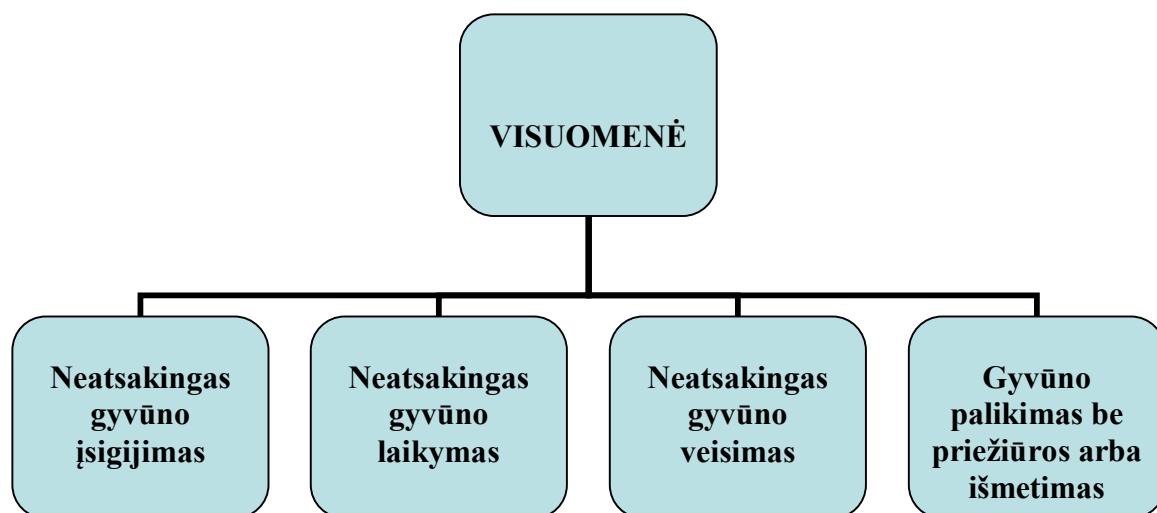 VISUOMENĖ
Neatsakingas
gyvūno
įsigijimas
Neatsakingas
gyvūno
laikymas
Neatsakingas
gyvūno
veisimas
Gyvūno
palikimas be
priežiūros arba
išmetimas